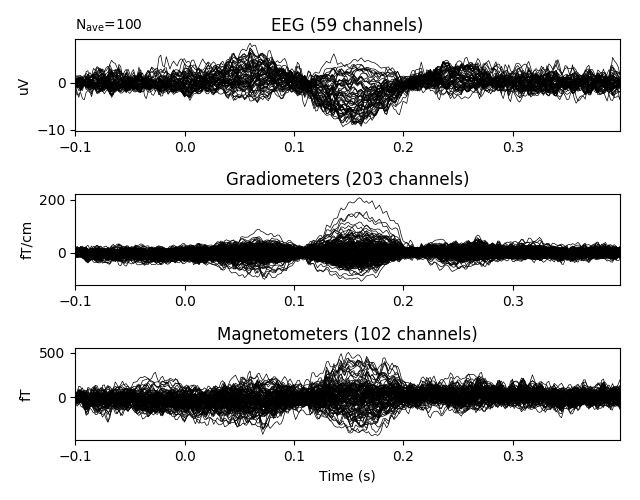 Nave=100
EEG (59 channels)
uV
0
−10
−0.1 0.0 0.1 0.2 0.3
Gradiometers (203 channels)
fT/cm
200
0
−0.1 0.0 0.1 0.2 0.3
Magnetometers (102 channels)
fT
500
0
−0.1 0.0 0.1 0.2 0.3
Time (s)